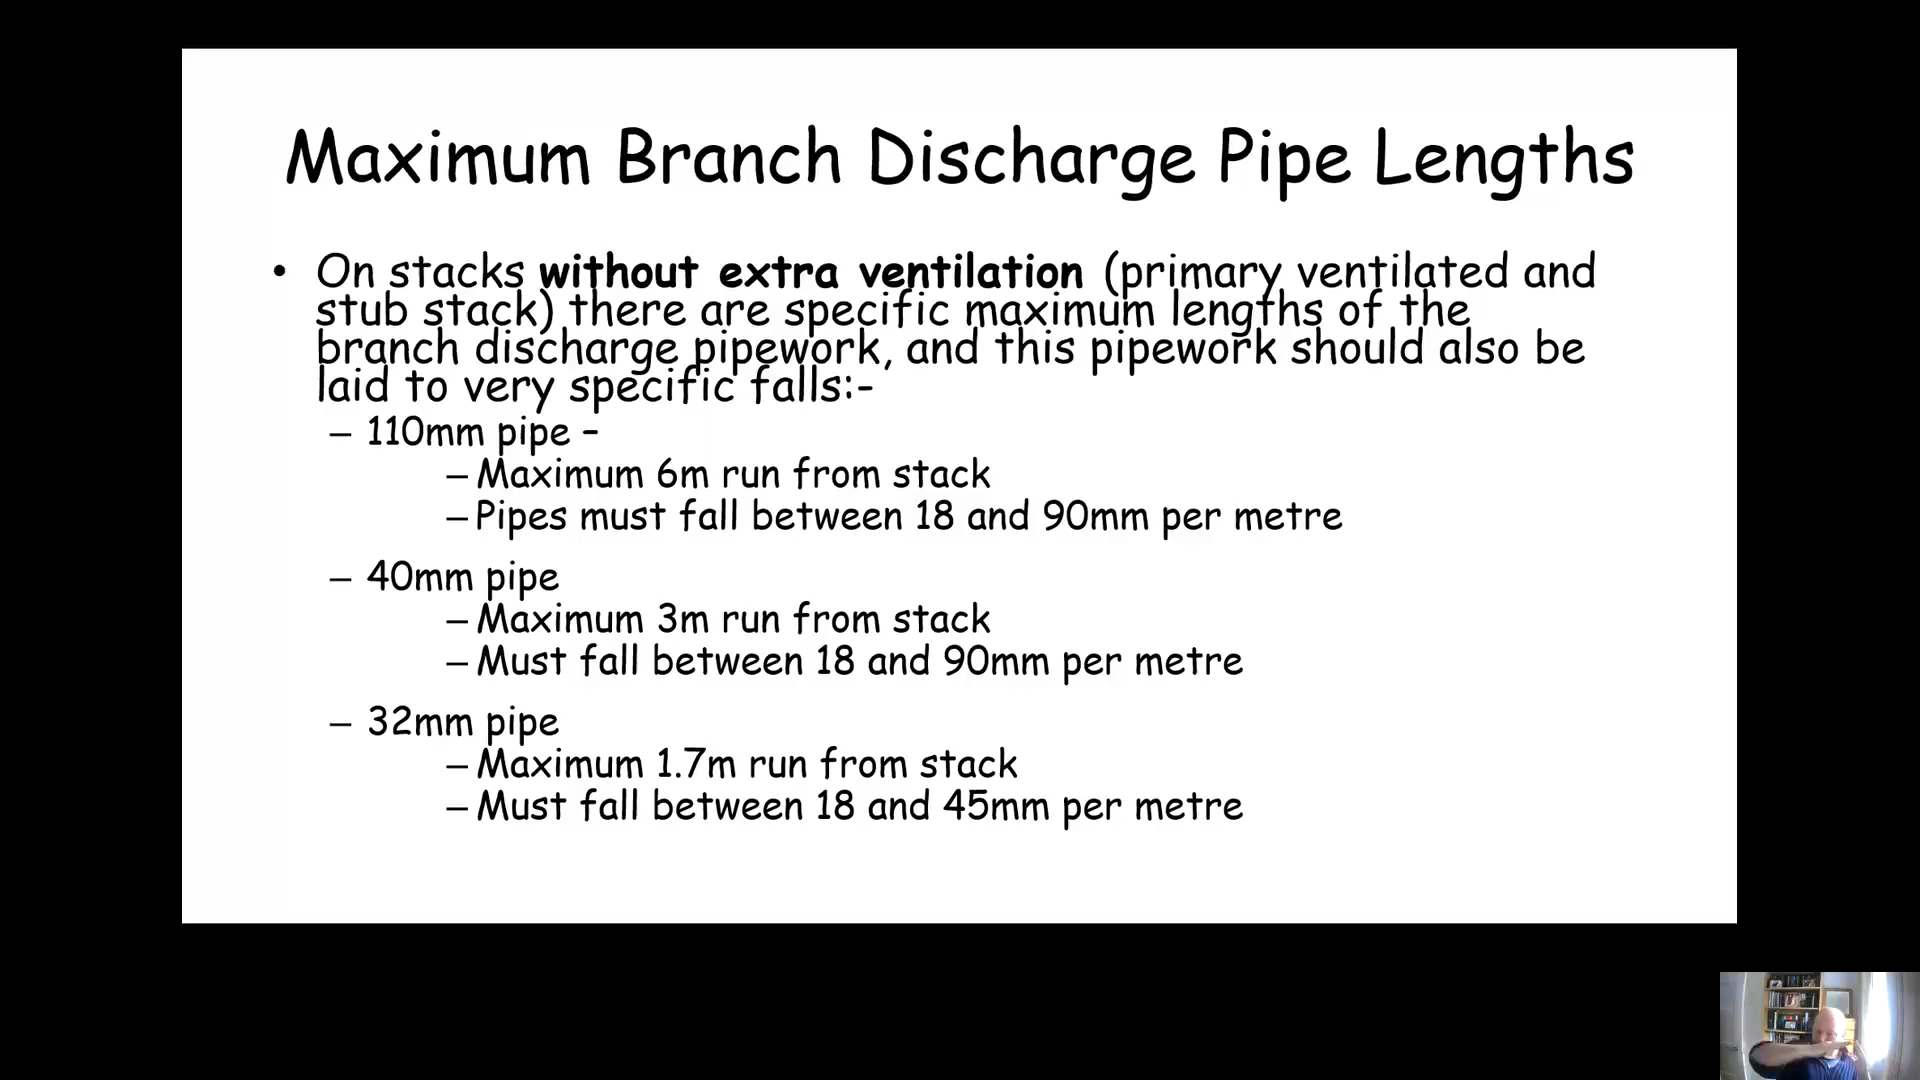 Maximum Branch Discharge Pipe Lengths
• On stacks without extra ventilation (primary ventilated and
stub stack) there are specific maximum lengths of the
branch discharge pipework, and this pipework should also be
laid to very specific falls:-
– 110mm pipe –
– Maximum 6m run from stack
– Pipes must fall between 18 and 90mm per metre
– 40mm pipe
– Maximum 3m run from stack
– Must fall between 18 and 90mm per metre
– 32mm pipe
– Maximum 1.7m run from stack
– Must fall between 18 and 45mm per metre